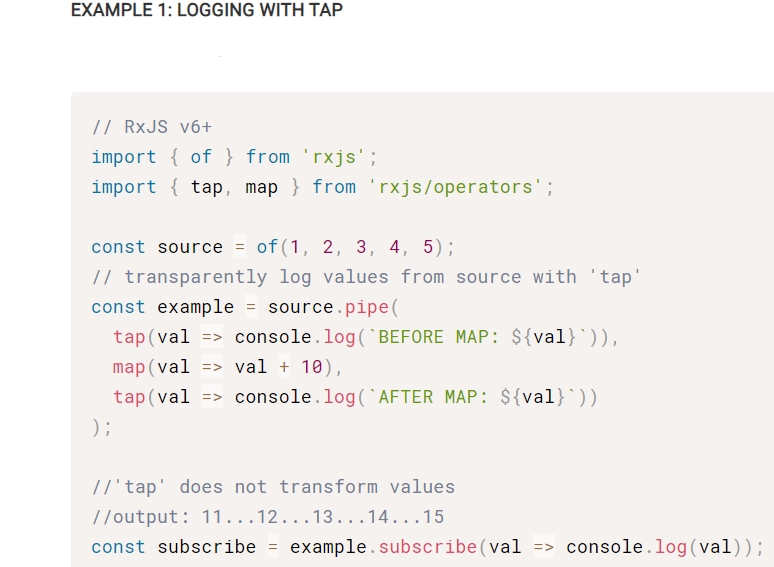 EXAMPLE 1: LOGGING WITH TAP
// RxJS v6+
import { of } from 'rxjs';
import { tap, map } from 'rxjs/operators';
const source = of(1, 2, 3, 4, 5);
// transparently log values from source with 'tap'
const example = source.pipe(
  tap(val => console.log(`BEFORE MAP: ${val}`)),
  map(val => val + 10),
  tap(val => console.log(`AFTER MAP: ${val}`))
);
//'tap' does not transform values
//output: 11...12...13...14...15
const subscribe = example.subscribe(val => console.log(val));